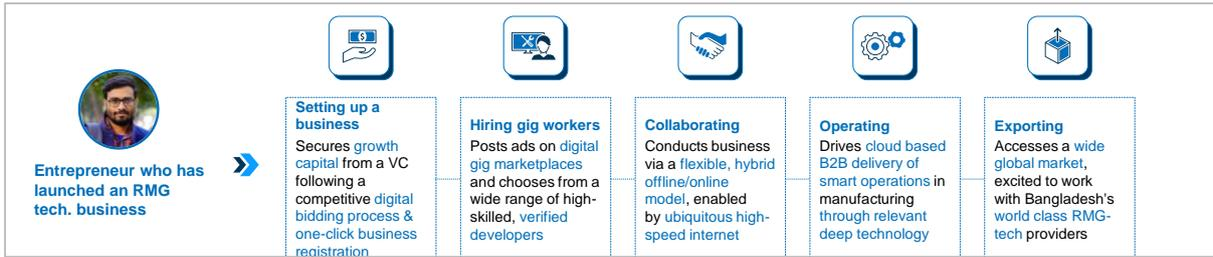 Entrepreneur who has
launched an RMG
tech. business
Setting up a
business
Secures growth
capital from a VC
following a
competitive digital
bidding process &
one-click business
registration
Hiring gig workers
Posts ads on digital
gig marketplaces
and chooses from a
wide range of high-
skilled, verified
developers
Collaborating
Conducts business
via a flexible, hybrid
offline/online
model, enabled
by ubiquitous high-
speed internet
Operating
Drives cloud based
B2B delivery of
smart operations in
manufacturing
through relevant
deep technology
Exporting
Accesses a wide
global market,
excited to work
with Bangladesh's
world class RMG-
tech providers